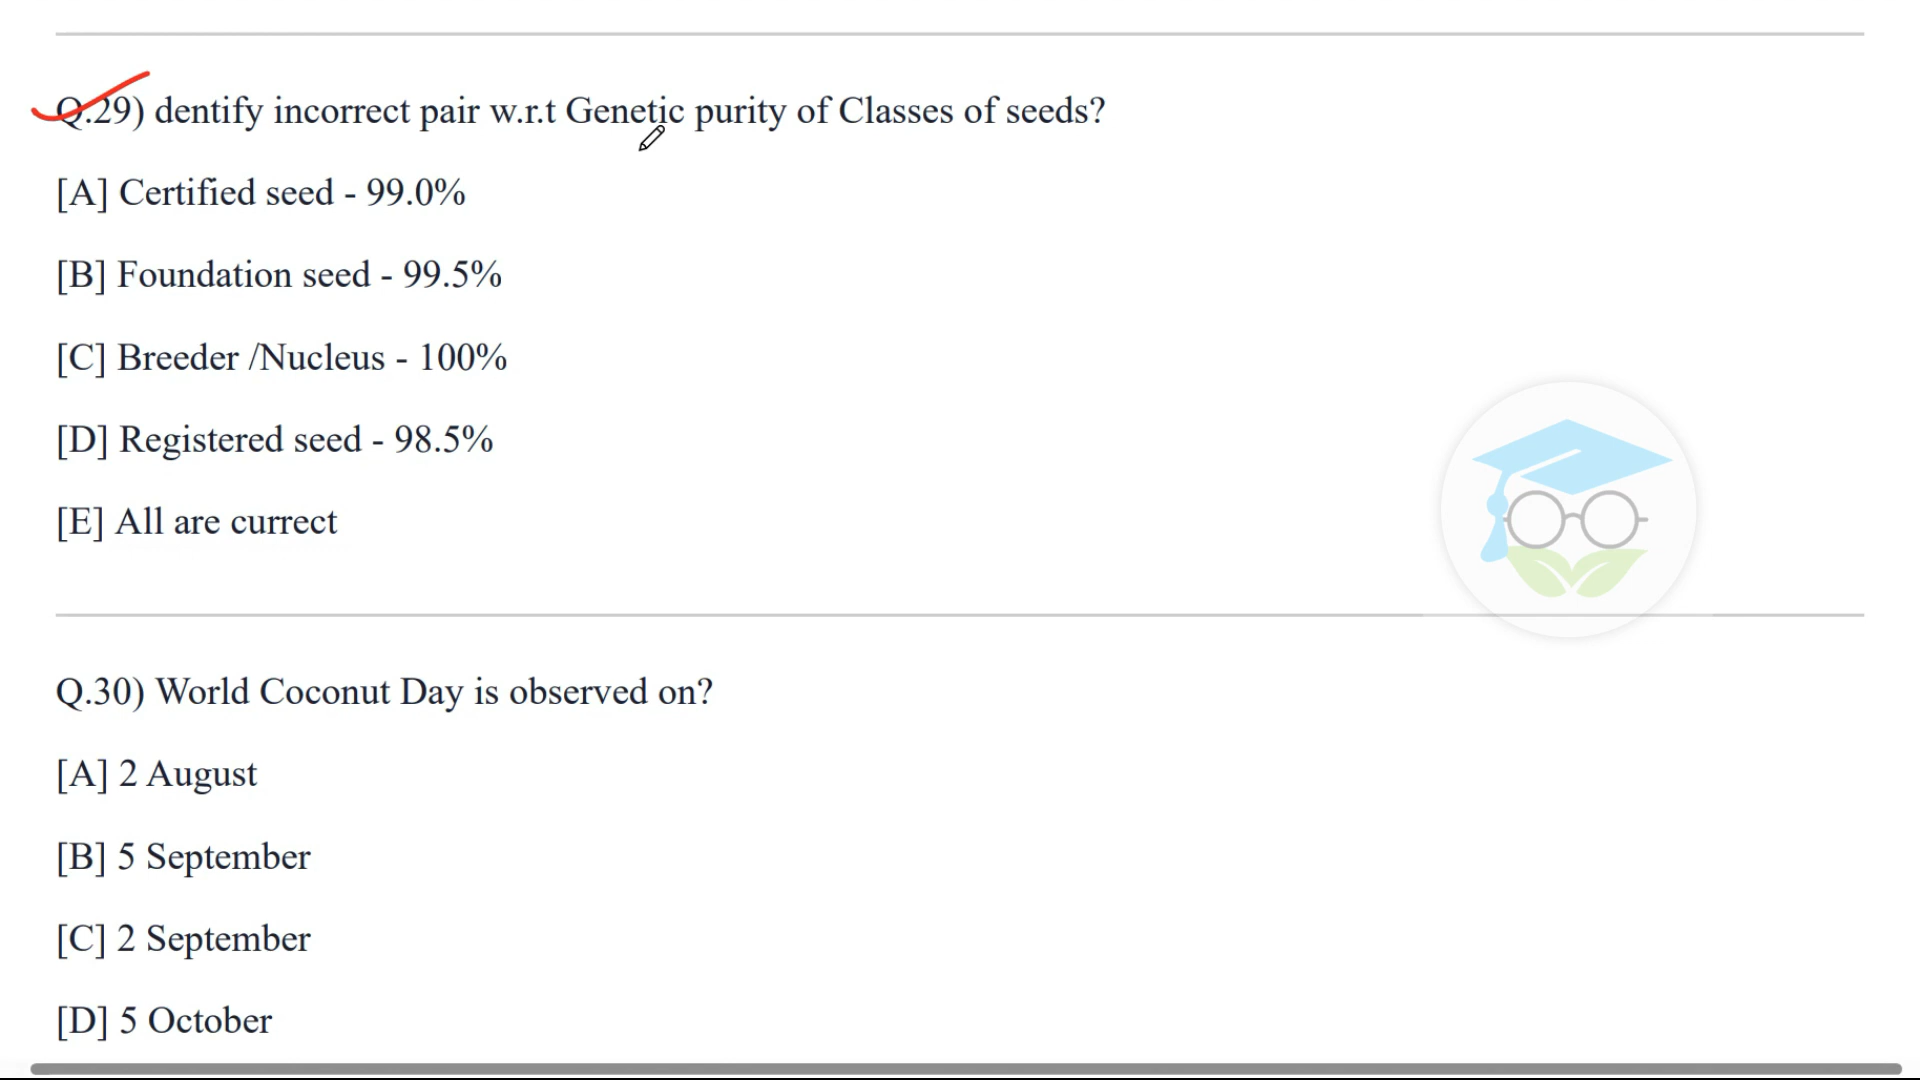 Q.29) dentify incorrect pair w.r.t Genetic purity of Classes of seeds?
[A] Certified seed - 99.0%
[B] Foundation seed - 99.5%
[C] Breeder /Nucleus - 100%
[D] Registered seed - 98.5%
[E] All are currect
Q.30) World Coconut Day is observed on?
[A] 2 August
[B] 5 September
[C] 2 September
[D] 5 October